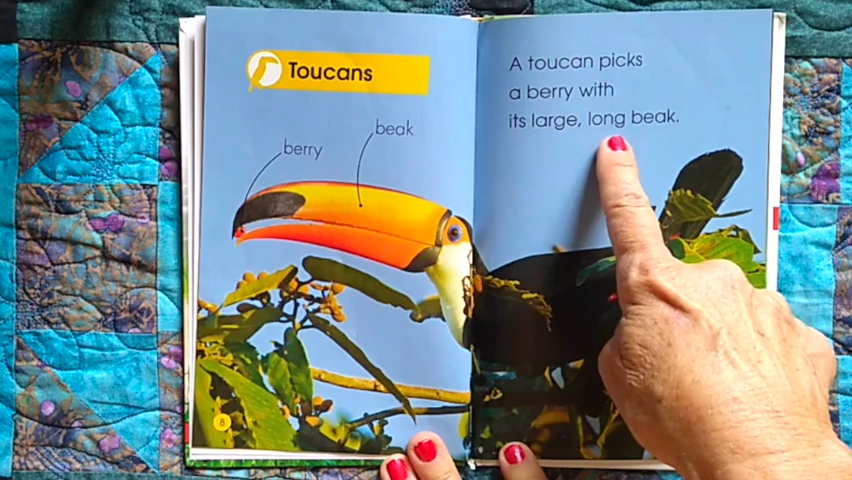 Toucans
berry
beak
8
A toucan picks
a berry with
its large, long beak.